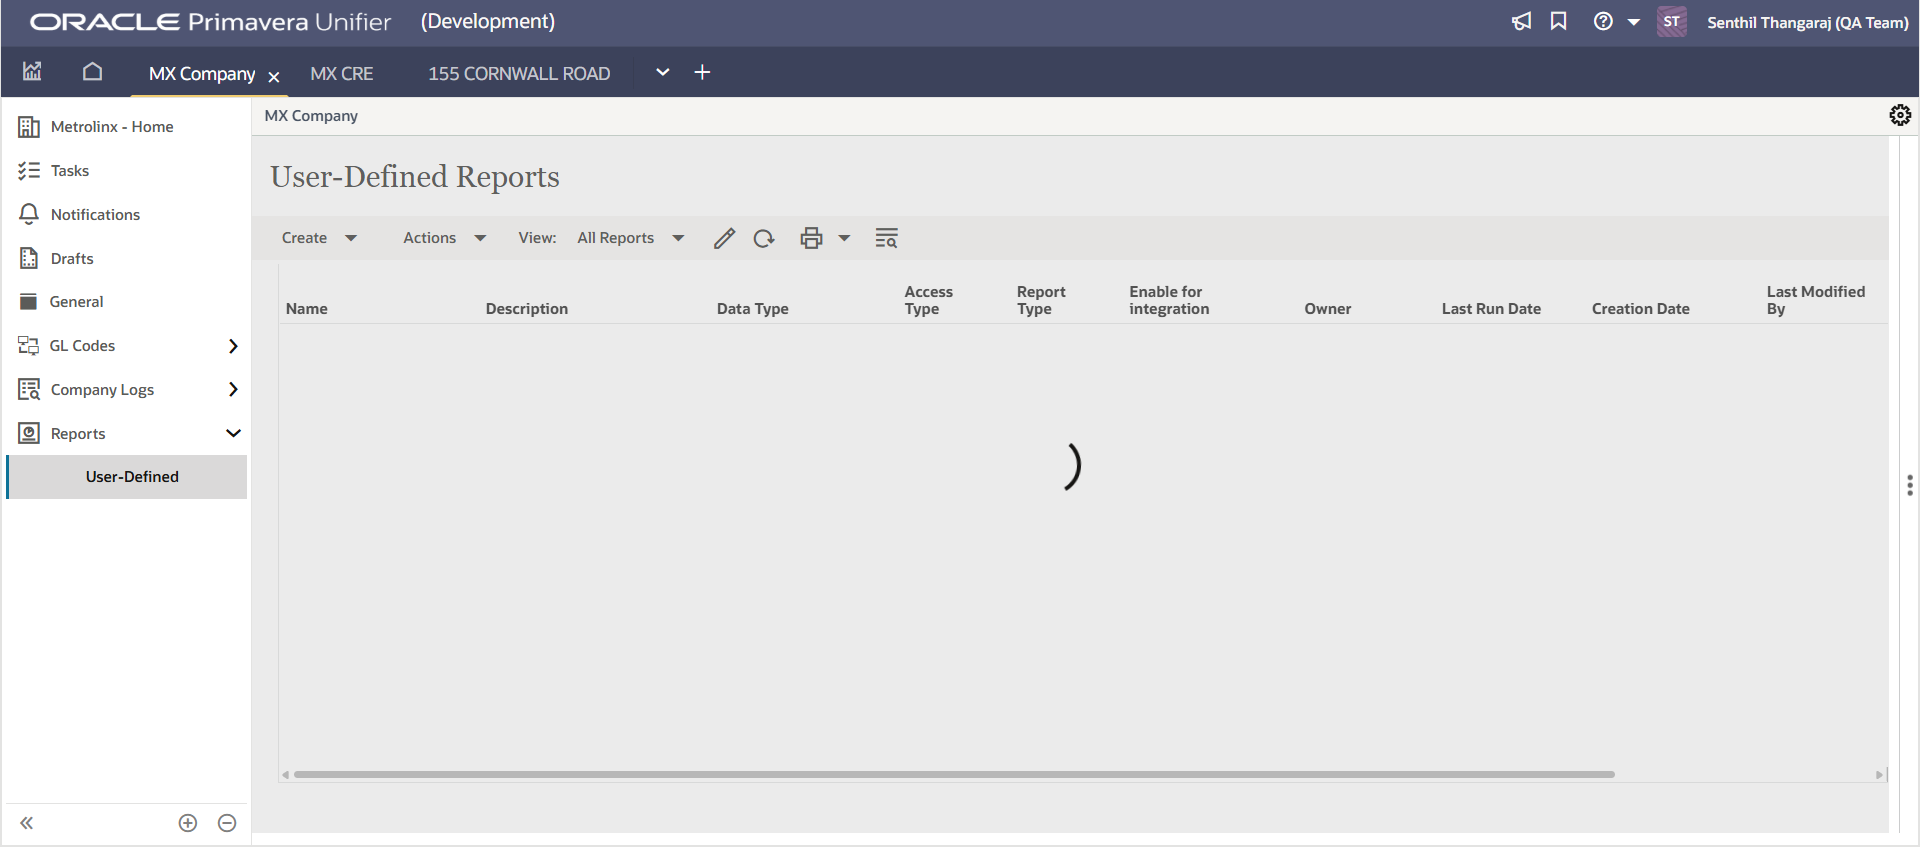 ORACLE Primavera Unifier (Development)
ST Senthil Thangaraj (QA Team)
MX Company MX CRE 155 CORNWALL ROAD
Metrolinx - Home
Tasks
Notifications
Drafts
General
GL Codes
Company Logs
Reports
User-Defined
MX Company
User-Defined Reports
Create Actions View: All Reports
Name Description Data Type Access Type Report Type Enable for integration Owner Last Run Date Creation Date Last Modified By